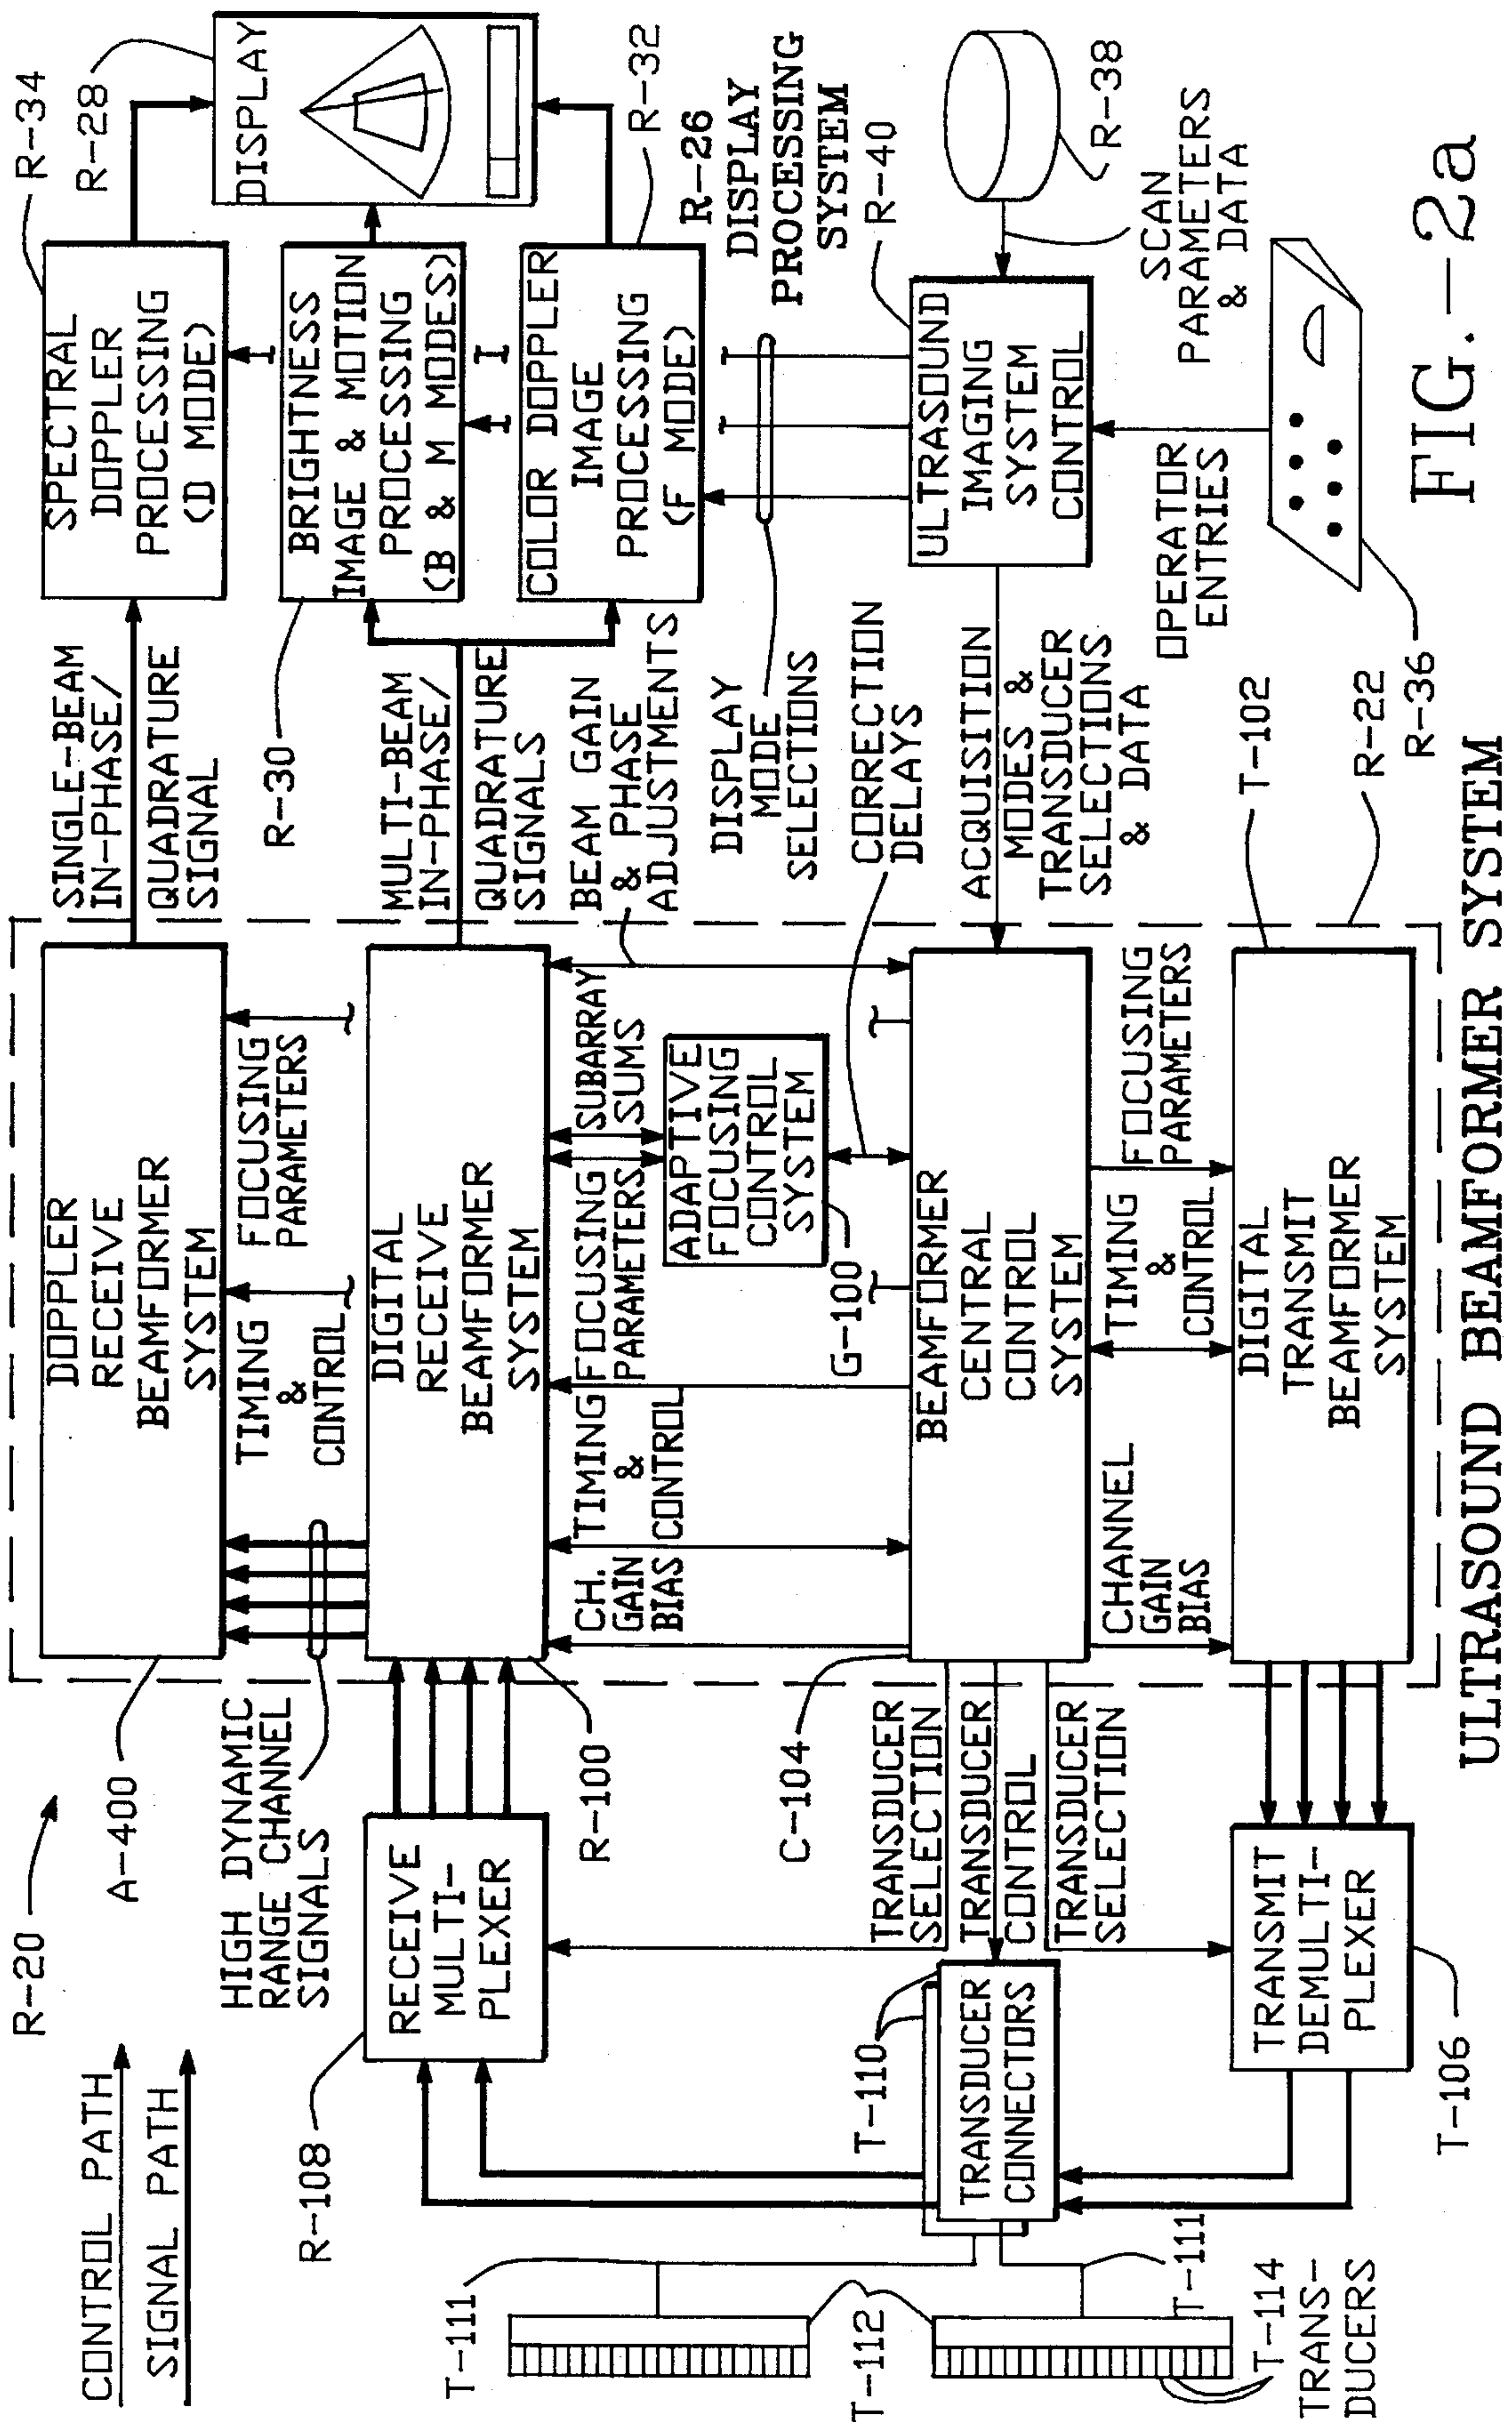 CONTROL PATH
SIGNAL PATH
R-20
A-400
HIGH DYNAMIC
RANGE CHANNEL
SIGNALS
R-108
RECEIVE
MULTI-
PLEXER
R-100
T-111
T-112
T-111
T-114
TRANS-
DUCERS
T-110
TRANSDUCER
CONNECTORS
C-104
TRANSDUCER
SELECTION
TRANSDUCER
CONTROL
TRANSDUCER
SELECTION
TRANSMIT
DEMULTI-
PLEXER
T-106
DOPPLER
RECEIVE
BEAMFORMER
SYSTEM
TIMING
&
CONTROL
FOCUSING
PARAMETERS
DIGITAL
RECEIVE
BEAMFORMER
SYSTEM
CH.
GAIN
BIAS
TIMING
&
CONTROL
FOCUSING
PARAMETERS
SUBARRAY
SUMS
ADAPTIVE
FOCUSING
CONTROL
SYSTEM
G-100
BEAMFORMER
CENTRAL
CONTROL
SYSTEM
CHANNEL
GAIN
BIAS
TIMING
&
CONTROL
FOCUSING
PARAMETERS
DIGITAL
TRANSMIT
BEAMFORMER
SYSTEM
T-102
R-22
ULTRASOUND BEAMFORMER SYSTEM
SINGLE-BEAM
IN-PHASE/
QUADRATURE
SIGNAL
R-30
MULTI-BEAM
IN-PHASE/
QUADRATURE
SIGNALS
BEAM GAIN
& PHASE
ADJUSTMENTS
DISPLAY
MODE
SELECTIONS
CORRECTION
DELAYS
ACQUISITION
MODES &
TRANSDUCER
SELECTIONS
& DATA
SPECTRAL
DOPPLER
PROCESSING
(D MODE)
R-34
R-28
DISPLAY
BRIGHTNESS
IMAGE & MOTION
PROCESSING
(B & M MODES)
COLOR DOPPLER
IMAGE
PROCESSING
(F MODE)
R-32
R-26
DISPLAY
PROCESSING
SYSTEM
R-40
ULTRASOUND
IMAGING
SYSTEM
CONTROL
R-38
SCAN
PARAMETERS
& DATA
OPERATOR
ENTRIES
R-36
FIG.-2a